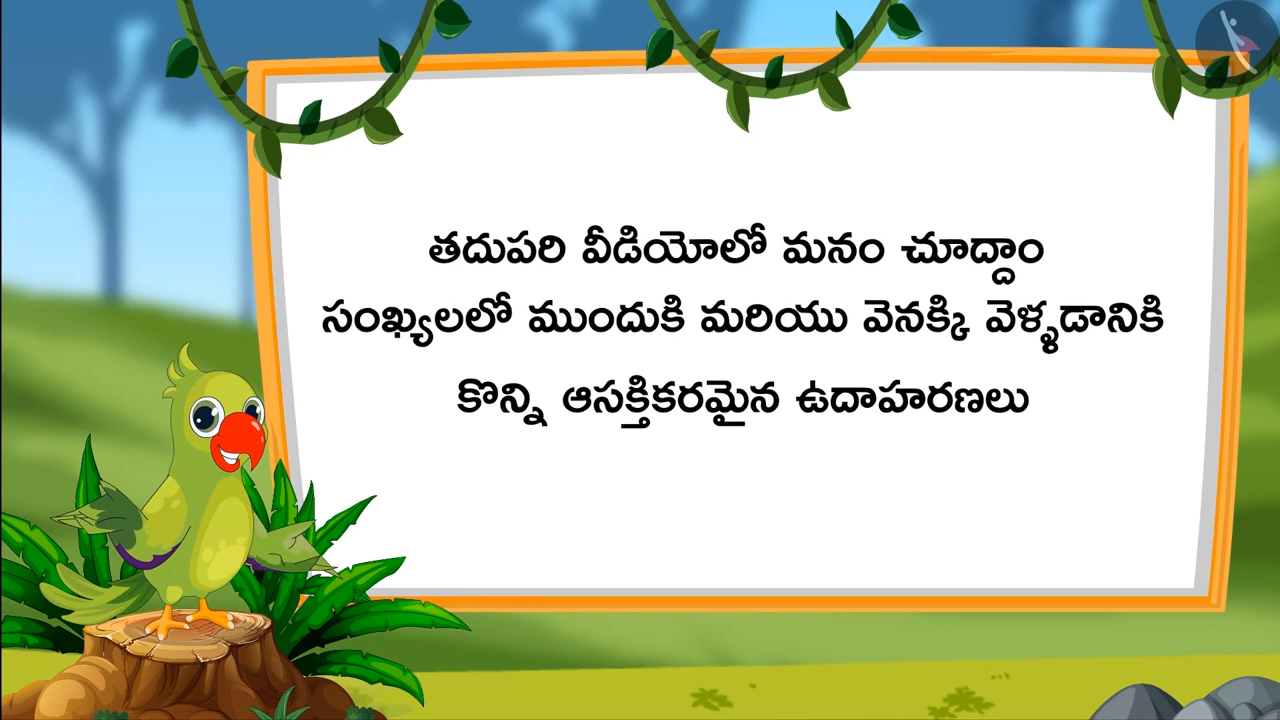 తదుపరి వీడియోలో మనం చూద్దాం
సంఖ్యలలో ముందుకి మరియు వెనక్కి వెళ్ళడానికి
కొన్ని ఆసక్తికరమైన ఉదాహరణలు